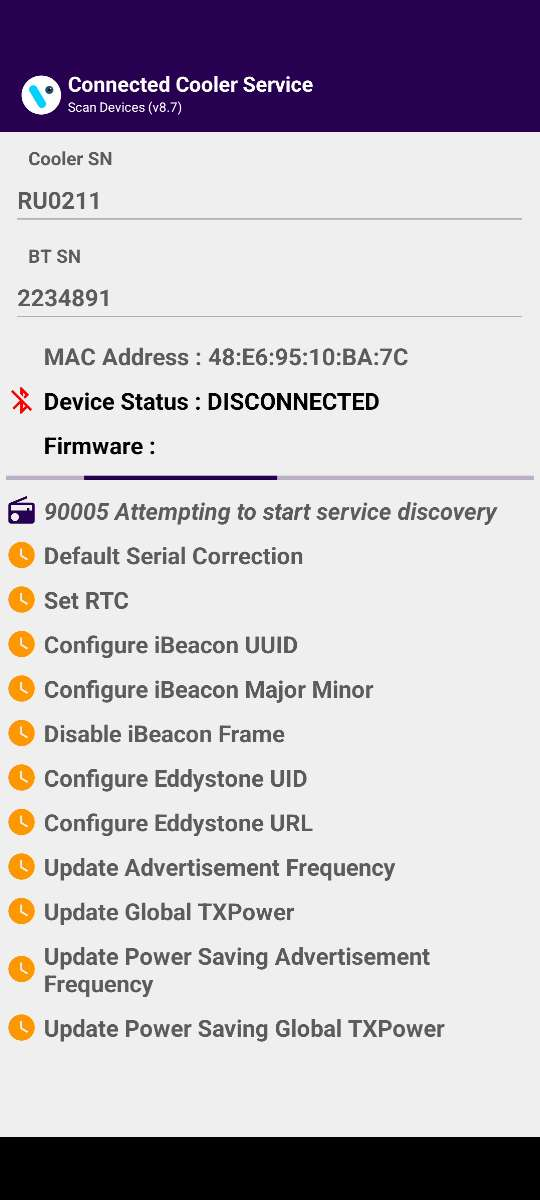 Connected Cooler Service
Scan Devices (v8.7)
Cooler SN
RU0211
BT SN
2234891
MAC Address : 48:E6:95:10:BA:7C
Device Status : DISCONNECTED
Firmware :
90005 Attempting to start service discovery
Default Serial Correction
Set RTC
Configure iBeacon UUID
Configure iBeacon Major Minor
Disable iBeacon Frame
Configure Eddystone UID
Configure Eddystone URL
Update Advertisement Frequency
Update Global TXPower
Update Power Saving Advertisement
Frequency
Update Power Saving Global TXPower